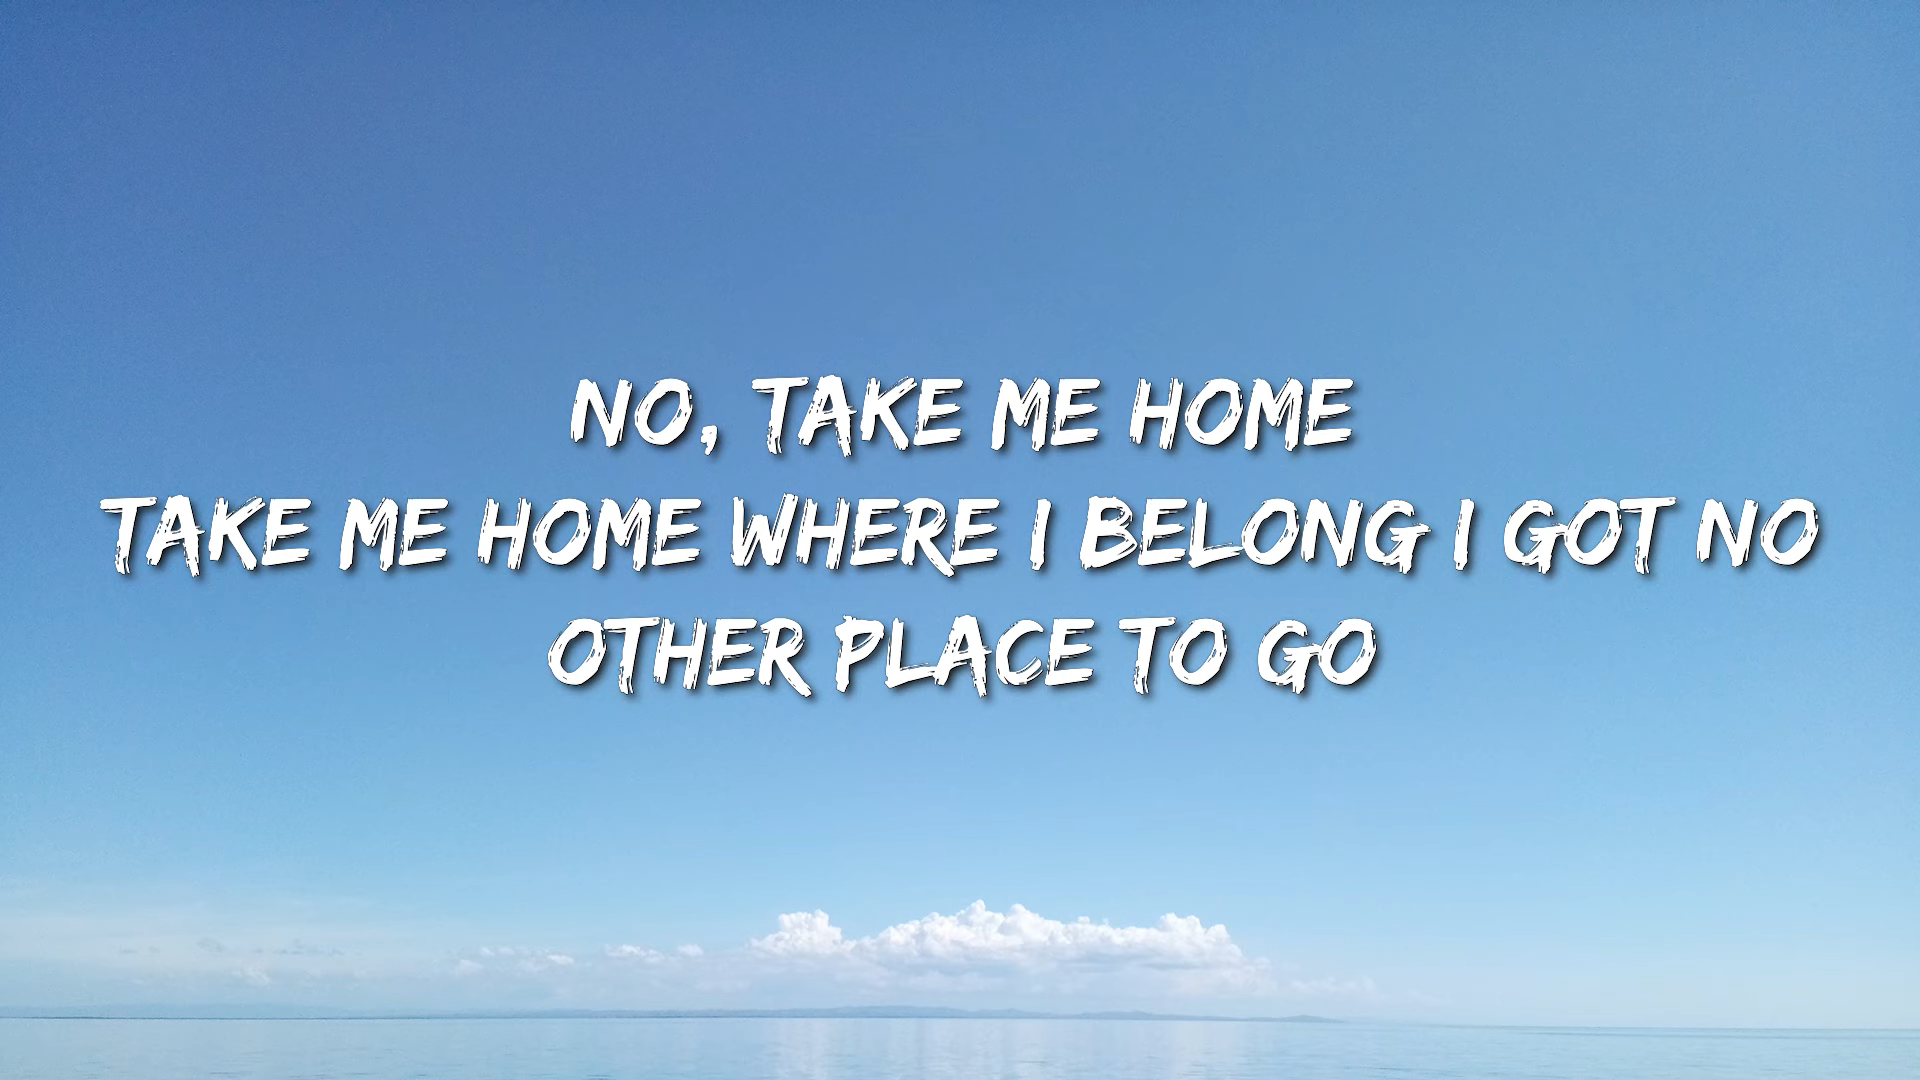 NO, TAKE ME HOME
TAKE ME HOME WHERE I BELONG I GOT NO
OTHER PLACE TO GO